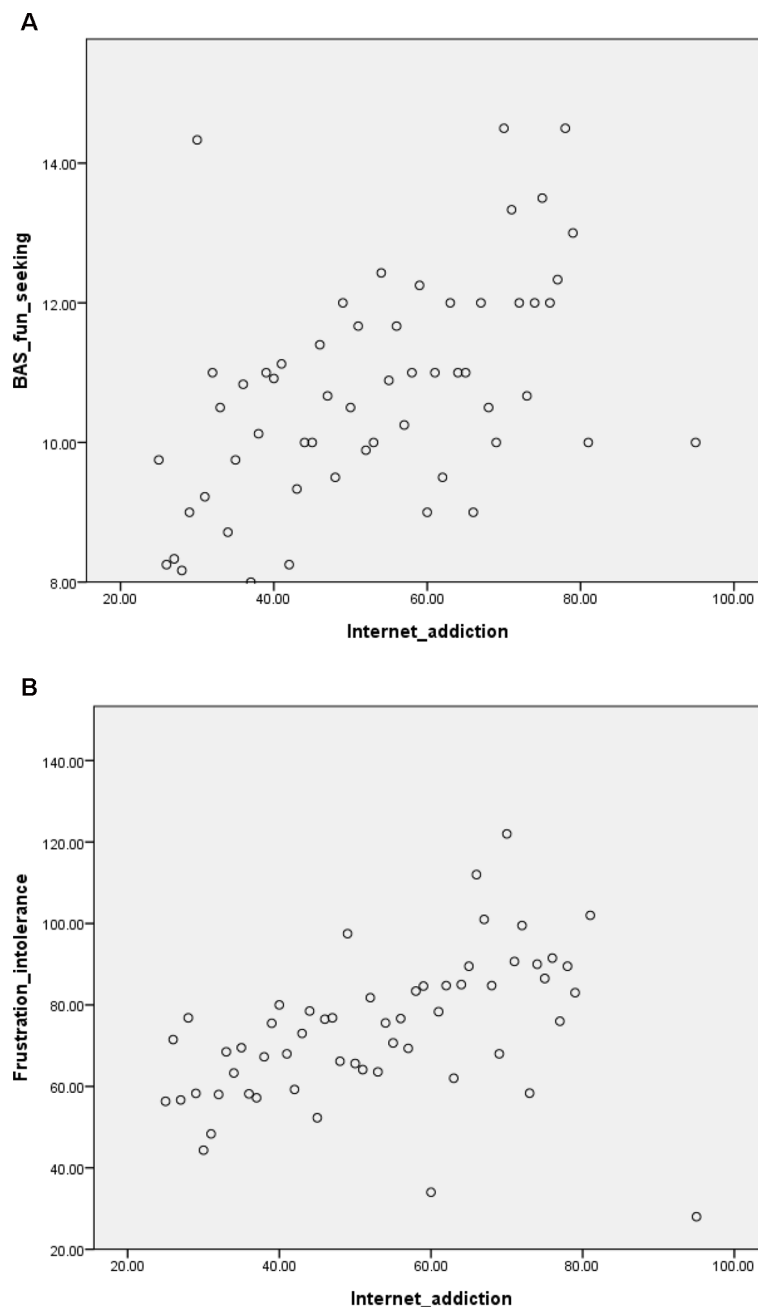 A
14.00
12.00
10.00
8.00
BAS_fun_seeking
20.00 40.00 60.00 80.00 100.00
Internet_addiction
B
140.00
120.00
100.00
80.00
60.00
40.00
20.00
Frustration_intolerance
20.00 40.00 60.00 80.00 100.00
Internet_addiction